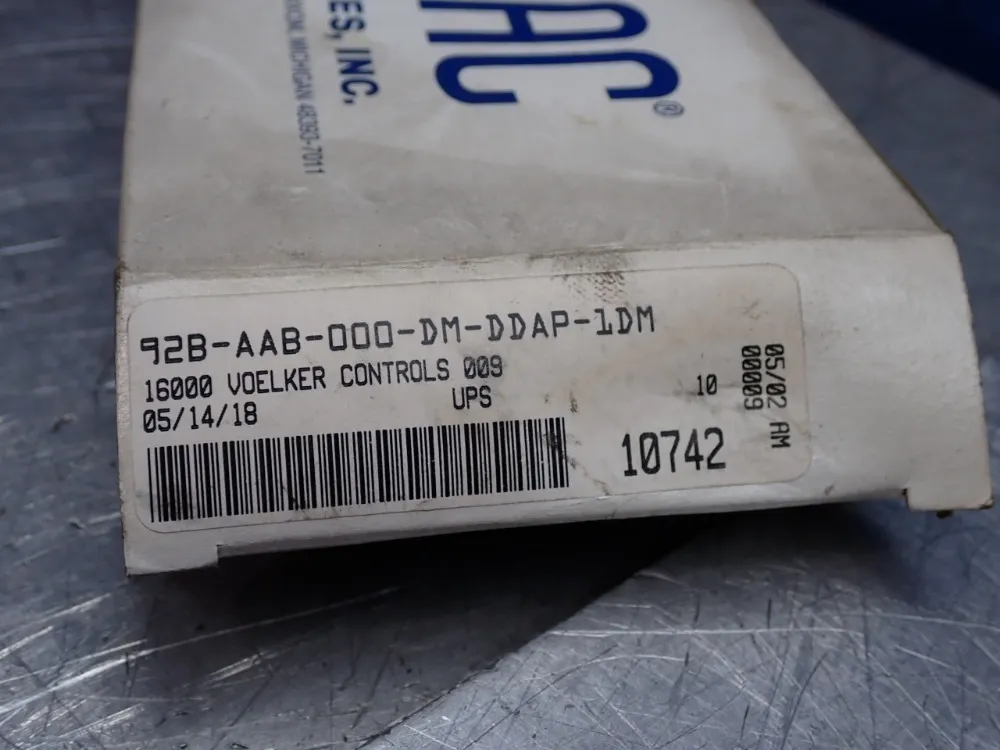 AC®
ES, INC.
IXOM, MICHIGAN 48393-7011
92B-AAB-000-DM-DDAP-1DM
16000 VOELKER CONTROLS 009
05/14/18 UPS 10
10742
05/02 AM
00009